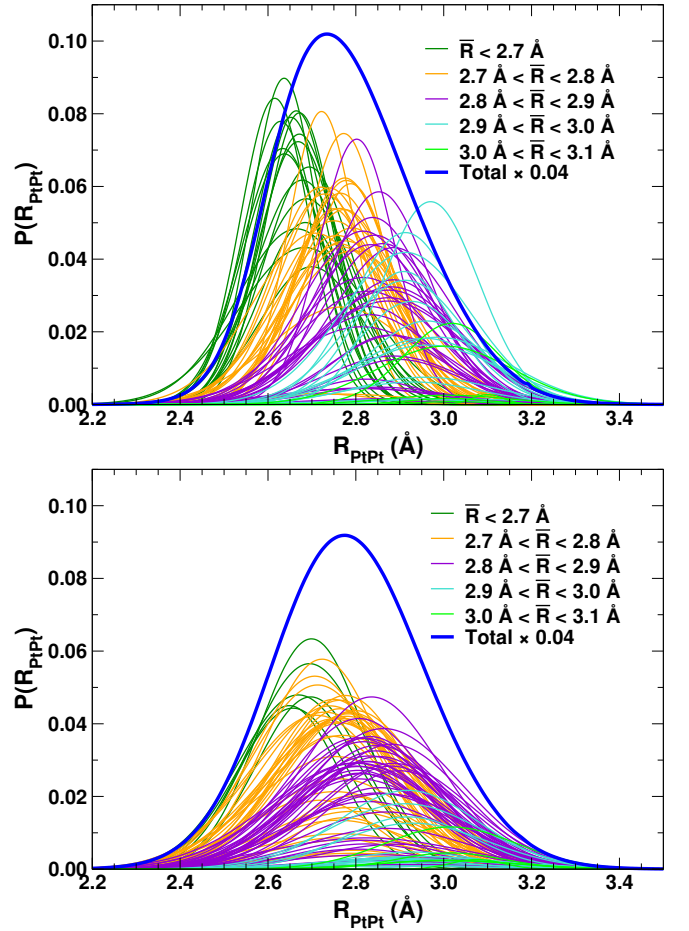 0.10
0.08
0.06
0.04
0.02
0.00
P(R_PtPt)
R̅ < 2.7 Å
2.7 Å < R̅ < 2.8 Å
2.8 Å < R̅ < 2.9 Å
2.9 Å < R̅ < 3.0 Å
3.0 Å < R̅ < 3.1 Å
Total × 0.04
2.2 2.4 2.6 2.8 3.0 3.2 3.4
R_PtPt (Å)
0.10
0.08
0.06
0.04
0.02
0.00
P(R_PtPt)
R̅ < 2.7 Å
2.7 Å < R̅ < 2.8 Å
2.8 Å < R̅ < 2.9 Å
2.9 Å < R̅ < 3.0 Å
3.0 Å < R̅ < 3.1 Å
Total × 0.04
2.2 2.4 2.6 2.8 3.0 3.2 3.4
R_PtPt (Å)